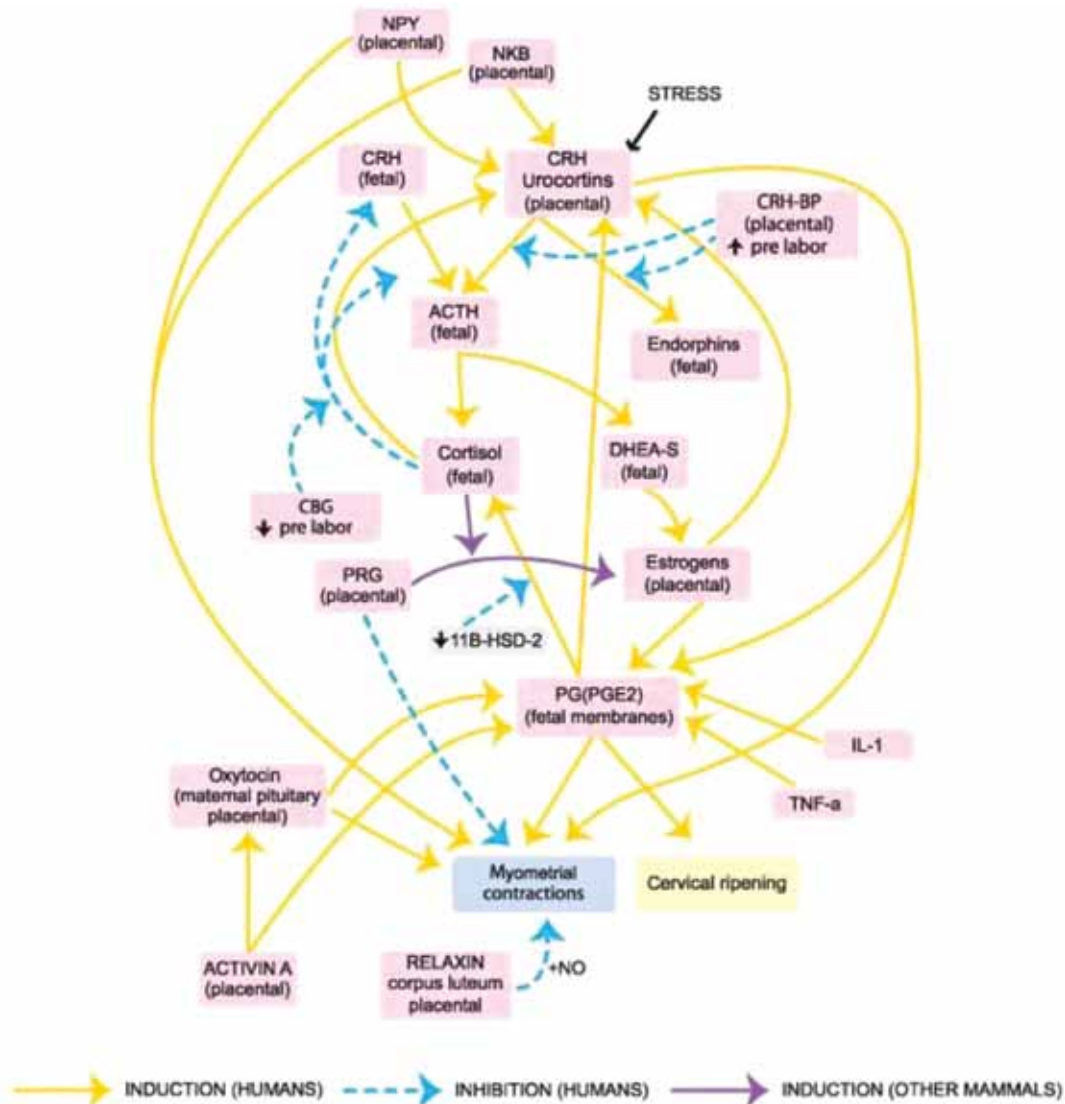 NPY
(placental)
NKB
(placental)
STRESS
CRH
(fetal)
CRH
Urocortins
(placental)
CRH-BP
(placental)
↑ pre labor
ACTH
(fetal)
Endorphins
(fetal)
Cortisol
(fetal)
DHEA-S
(fetal)
CBG
↓ pre labor
PRG
(placental)
Estrogens
(placental)
↓11B-HSD-2
PG(PGE2)
(fetal membranes)
IL-1
TNF-a
Oxytocin
(maternal pituitary
placental)
Myometrial
contractions
Cervical ripening
ACTIVIN A
(placental)
RELAXIN
corpus luteum
placental
+NO
INDUCTION (HUMANS)
INHIBITION (HUMANS)
INDUCTION (OTHER MAMMALS)